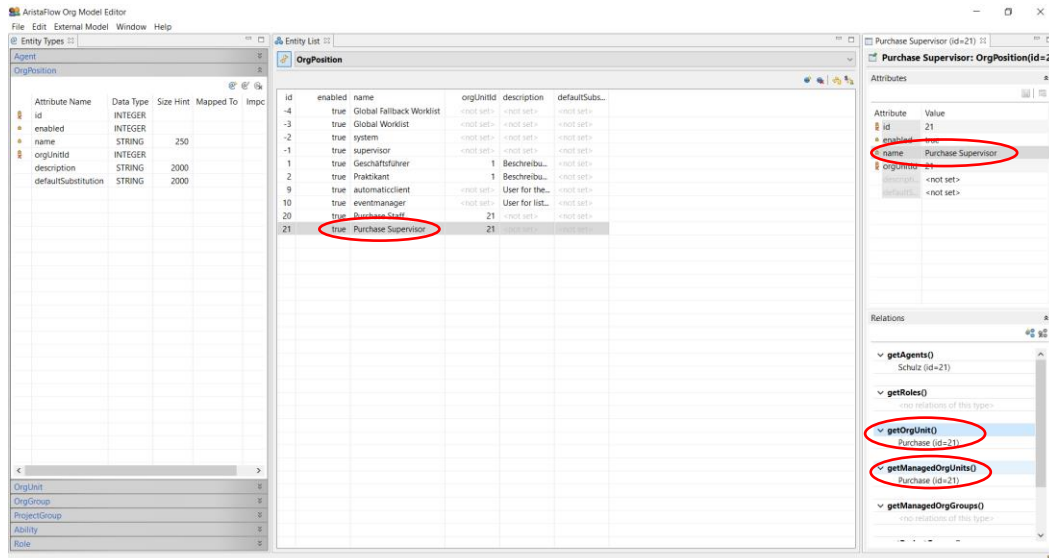 AristaFlow Org Model Editor
File Edit External Model Window Help
Entity Types
Agent
OrgPosition
Attribute Name Data Type Size Hint Mapped To Impc
id INTEGER
enabled INTEGER
name STRING 250
orgUnitId INTEGER
description STRING 2000
defaultSubstitution STRING 2000
OrgUnit
OrgGroup
ProjectGroup
Ability
Role
Entity List
OrgPosition
id enabled name orgUnitId description defaultSubs...
-4 true Global Fallback Worklist <not set> <not set> <not set>
-3 true Global Worklist <not set> <not set> <not set>
-2 true system <not set> <not set> <not set>
-1 true supervisor <not set> <not set> <not set>
1 true Geschäftsführer 1 Beschreibu... <not set>
2 true Praktikant 1 Beschreibu... <not set>
9 true automaticclient <not set> User for the... <not set>
10 true eventmanager <not set> User for list... <not set>
20 true Purchase Staff 21 <not set> <not set>
21 true Purchase Supervisor 21 <not set> <not set>
Purchase Supervisor (id=21)
Purchase Supervisor: OrgPosition(id=2
Attributes
Attribute Value
id 21
enabled true
name Purchase Supervisor
orgUnitId 21
descripti... <not set>
defaultS... <not set>
Relations
getAgents()
Schulz (id=21)
getRoles()
<no relations of this type>
getOrgUnit()
Purchase (id=21)
getManagedOrgUnits()
Purchase (id=21)
getManagedOrgGroups()
<no relations of this type>